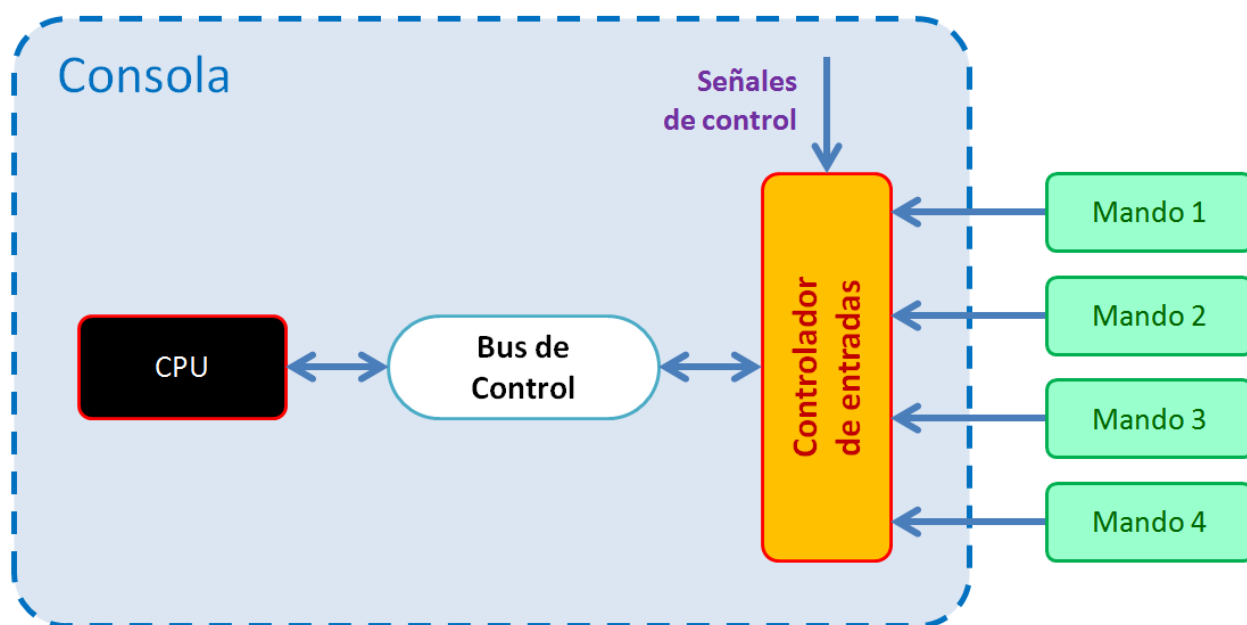 Consola
Señales
de control
Mando 1
Mando 2
CPU
Bus de
Control
Controlador
de entradas
Mando 3
Mando 4